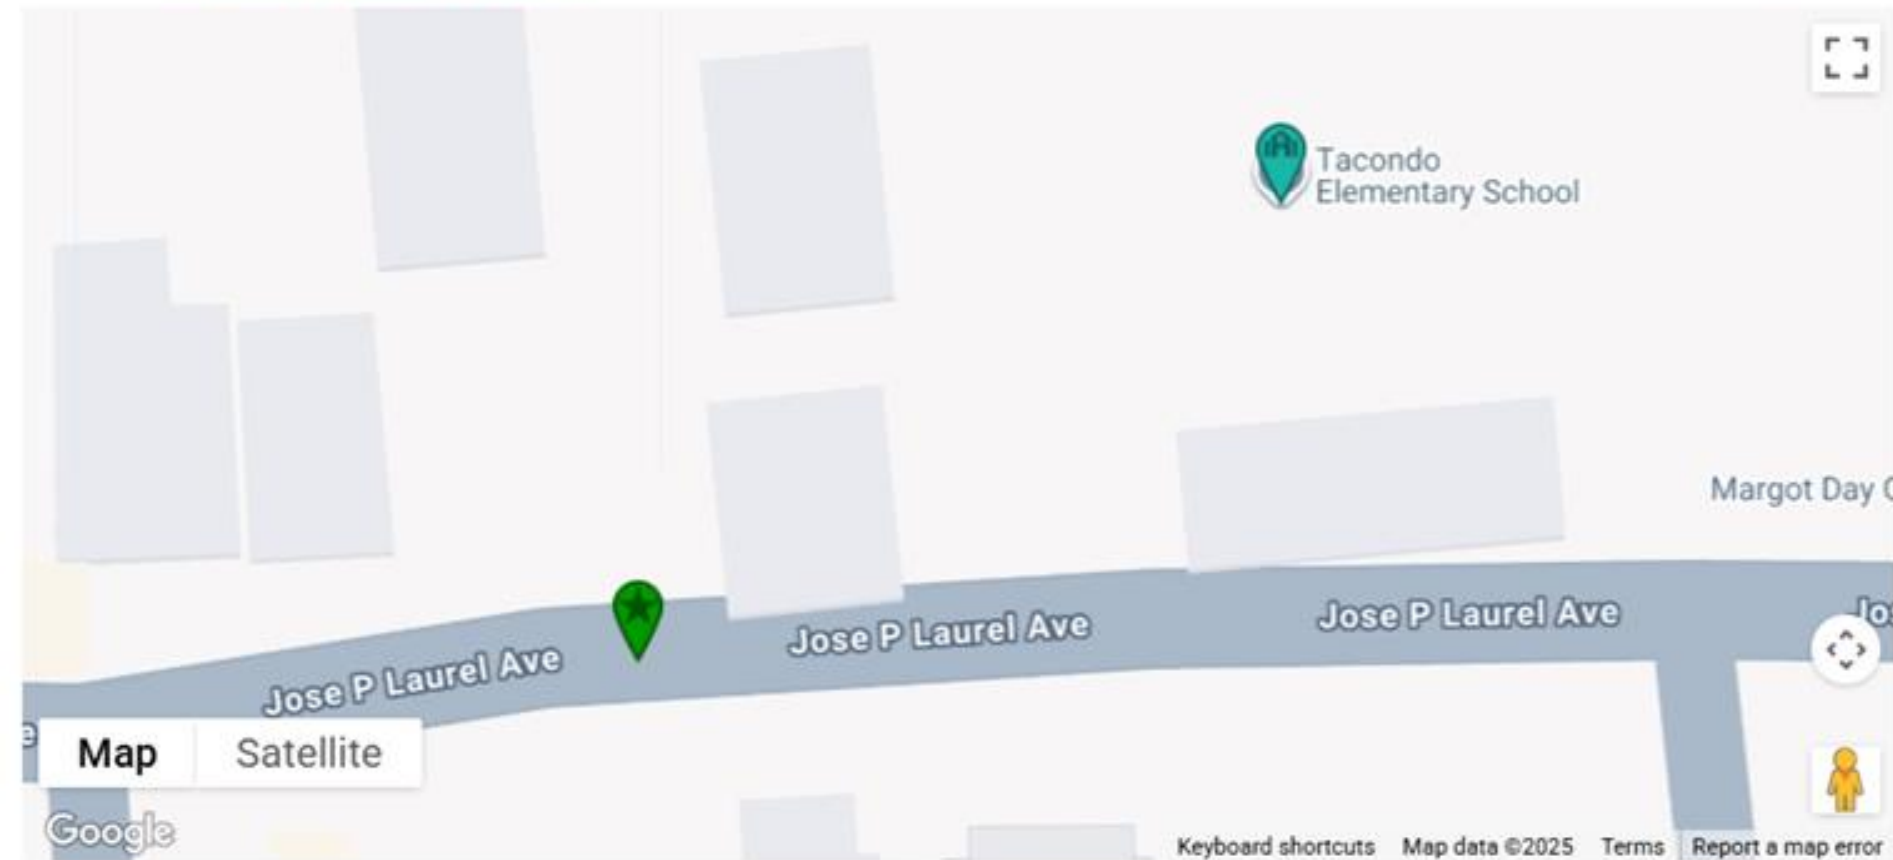 Tacondo
Elementary School
Margot Day
Jose P Laurel Ave
Jose P Laurel Ave
Jose P Laurel Ave
Map
Satellite
Google
Keyboard shortcuts
Map data ©2025
Terms
Report a map error